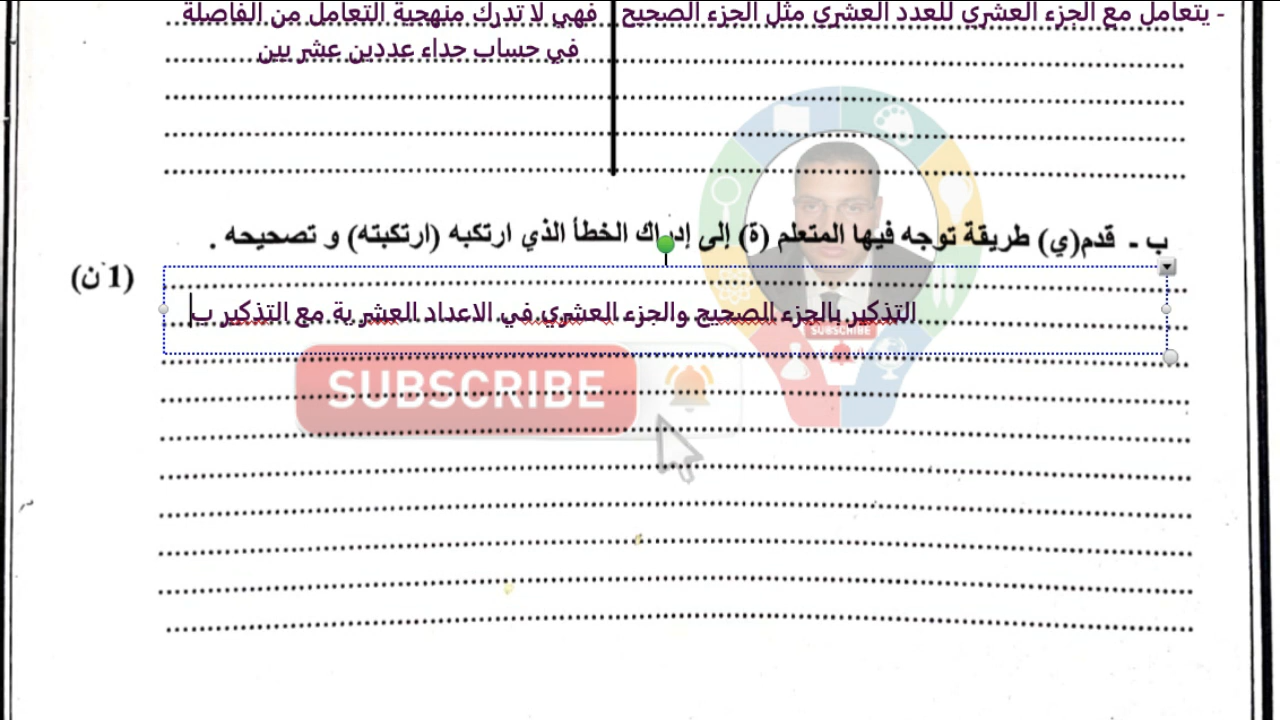 - يتعامل مع الجزء العشري للعدد العشري مثل الجزء الصحيح
فهي لا تدرك منهجية التعامل من الفاصلة
في حساب جداء عددين عشريين
ب - قدم(ي) طريقة توجه فيها المتعلم (ة) إلى إدراك الخطأ الذي ارتكبه (ارتكبته) و تصحيحه .
(1 ن)
التذكير بالجزء الصحيح والجزء العشري في الاعداد العشرية مع التذكير ب
SUBSCRIBE
SUBSCRIBE